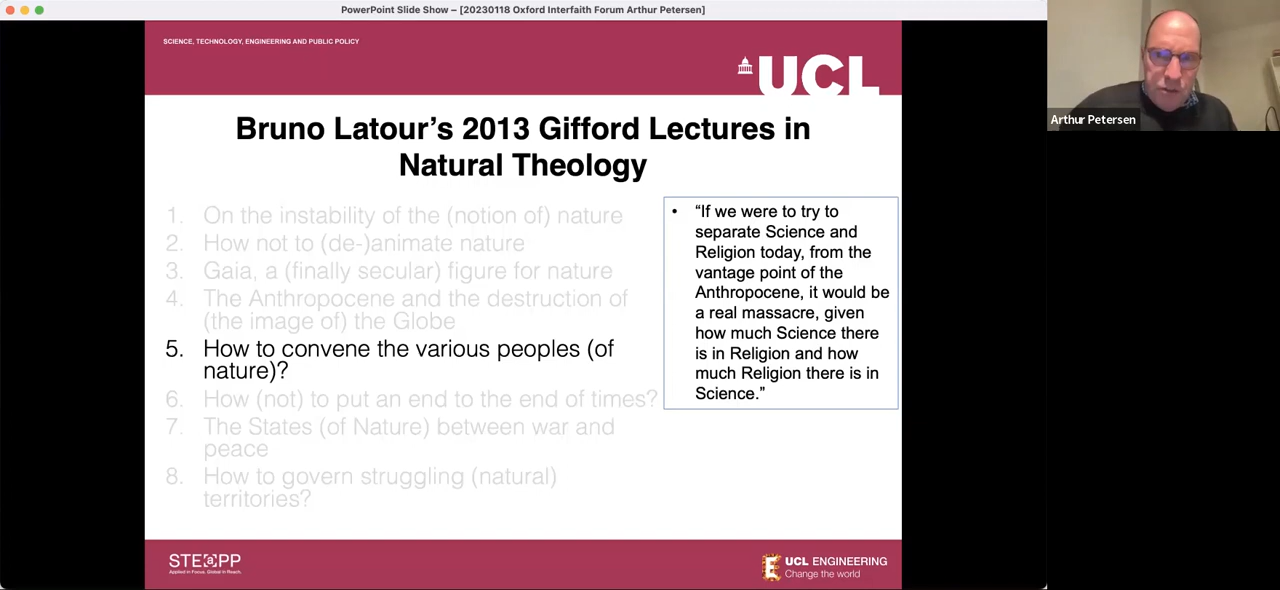 PowerPoint Slide Show – [20230118 Oxford Interfaith Forum Arthur Petersen]
SCIENCE, TECHNOLOGY, ENGINEERING AND PUBLIC POLICY
UCL
Bruno Latour’s 2013 Gifford Lectures in
Natural Theology
1. On the instability of the (notion of) nature
2. How not to (de-)animate nature
3. Gaia, a (finally secular) figure for nature
4. The Anthropocene and the destruction of
(the image of) the Globe
5. How to convene the various peoples (of
nature)?
6. How (not) to put an end to the end of times?
7. The States (of Nature) between war and
peace
8. How to govern struggling (natural)
territories?
• “If we were to try to
separate Science and
Religion today, from the
vantage point of the
Anthropocene, it would be
a real massacre, given
how much Science there
is in Religion and how
much Religion there is in
Science.”
STEaPP
Applied in Focus. Global in Reach.
UCL ENGINEERING
Change the world
Arthur Petersen